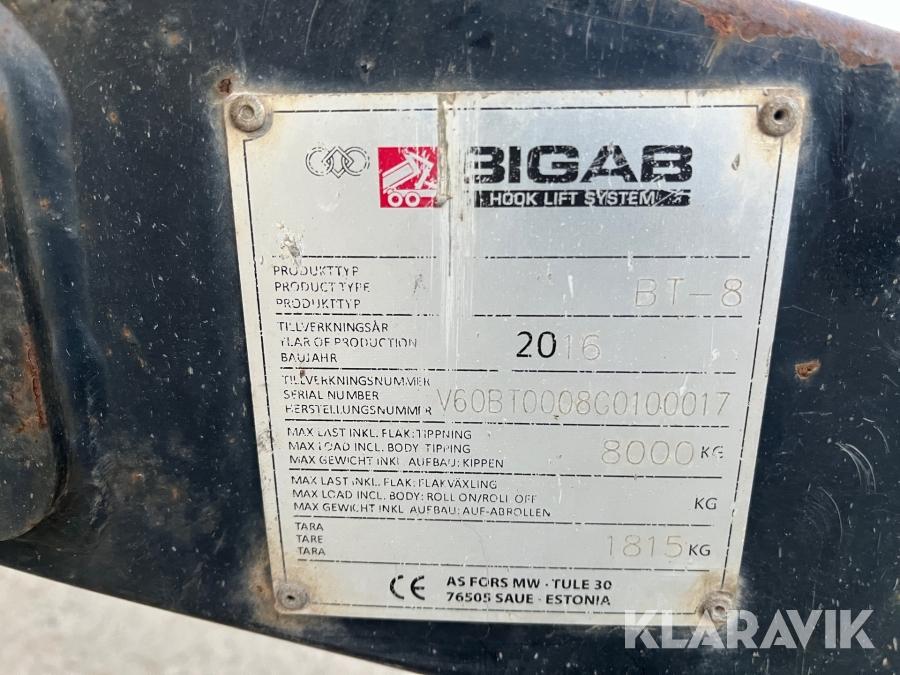 BIGAB
HOOK LIFT SYSTEM
PRODUKTTYP
PRODUCT TYPE
PRODUKTTYP
BT-8
TILLVERKNINGSÅR
YEAR OF PRODUCTION
BAUJAHR
2016
TILLVERKNINGSNUMMER
SERIAL NUMBER
HERSTELLUNGSNUMMER
V60BT0008G0100017
MAX LAST INKL. FLAK: TIPPNING
MAX LOAD INCL. BODY: TIPPING
MAX GEWICHT INKL. AUFBAU: KIPPEN
8000 KG
MAX LAST INKL. FLAK: FLAKVÄXLING
MAX LOAD INCL. BODY: ROLL ON/ROLL OFF
MAX GEWICHT INKL. AUFBAU: AUF-ABROLLEN
KG
TARA
TARE
TARA
1815 KG
CE
AS FORS MW · TULE 30
76505 SAUE · ESTONIA
KLARAVIK